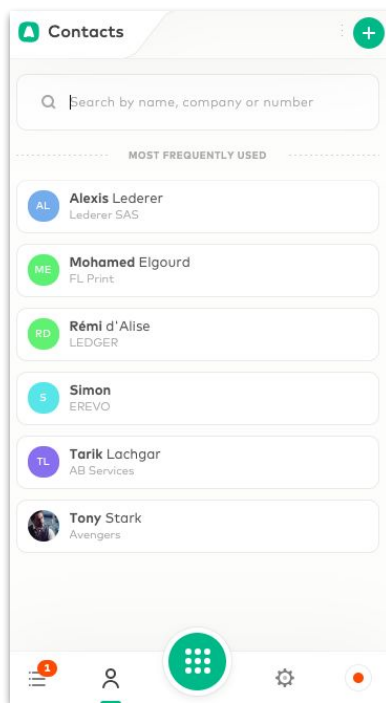 Contacts
Search by name, company or number
MOST FREQUENTLY USED
AL
Alexis Lederer
Lederer SAS
ME
Mohamed Elgourd
FL Print
RD
Rémi d'Alise
LEDGER
S
Simon
EREVO
TL
Tarik Lachgar
AB Services
Tony Stark
Avengers
1